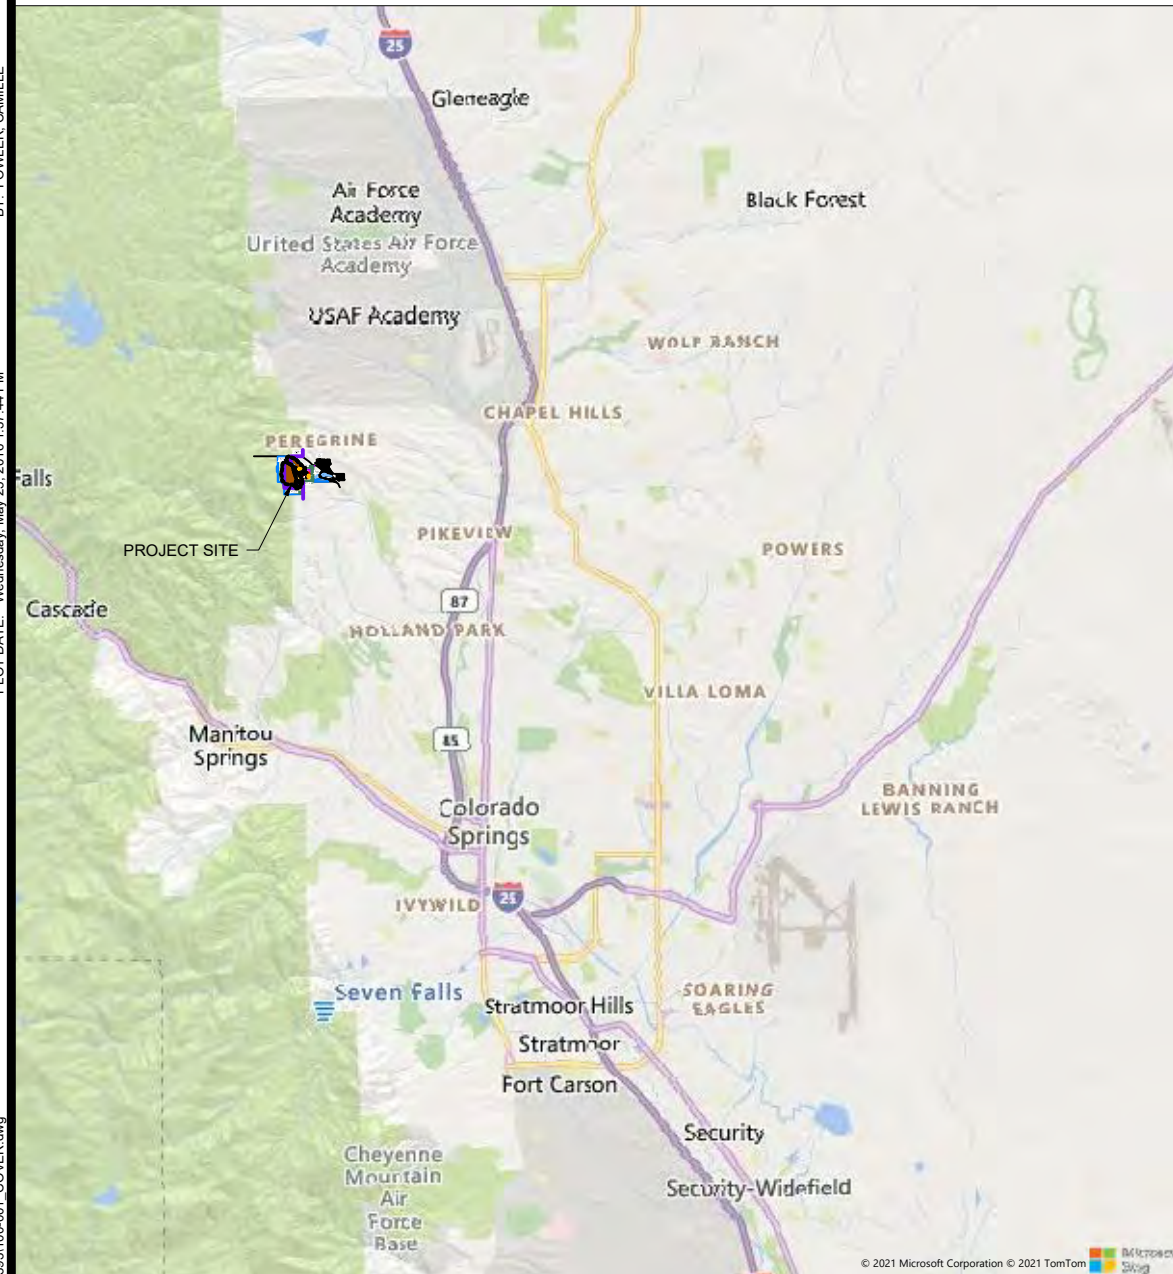 25
Gleneagle
Air Force
Academy
United States Air Force
Academy
Black Forest
USAF Academy
WOLF RANCH
CHAPEL HILLS
PEREGRINE
Falls
PROJECT SITE
PIKEVIEW
POWERS
87
Cascade
HOLLAND PARK
VILLA LOMA
Manitou
Springs
85
BANNING
LEWIS RANCH
Colorado
Springs
IVYWILD
25
Seven Falls
SOARING
EAGLES
Stratmoor Hills
Stratmoor
Fort Carson
Security
Cheyenne
Mountain
Air
Force
Base
Security-Widefield
© 2021 Microsoft Corporation © 2021 TomTom
Bing